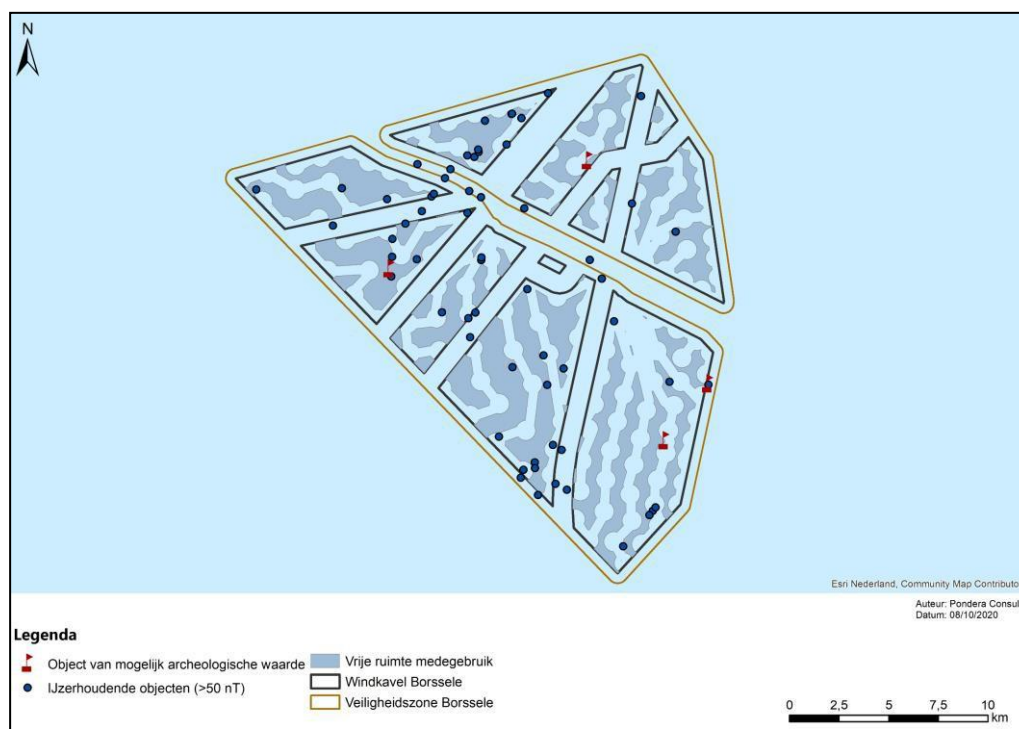 N
Esri Nederland, Community Map Contributo
Auteur: Pondera Consul
Datum: 08/10/2020
Legenda
Object van mogelijk archeologische waarde
IJzerhoudende objecten (>50 nT)
Vrije ruimte medegebruik
Windkavel Borssele
Veiligheidszone Borssele
0 2,5 5 7,5 10
km